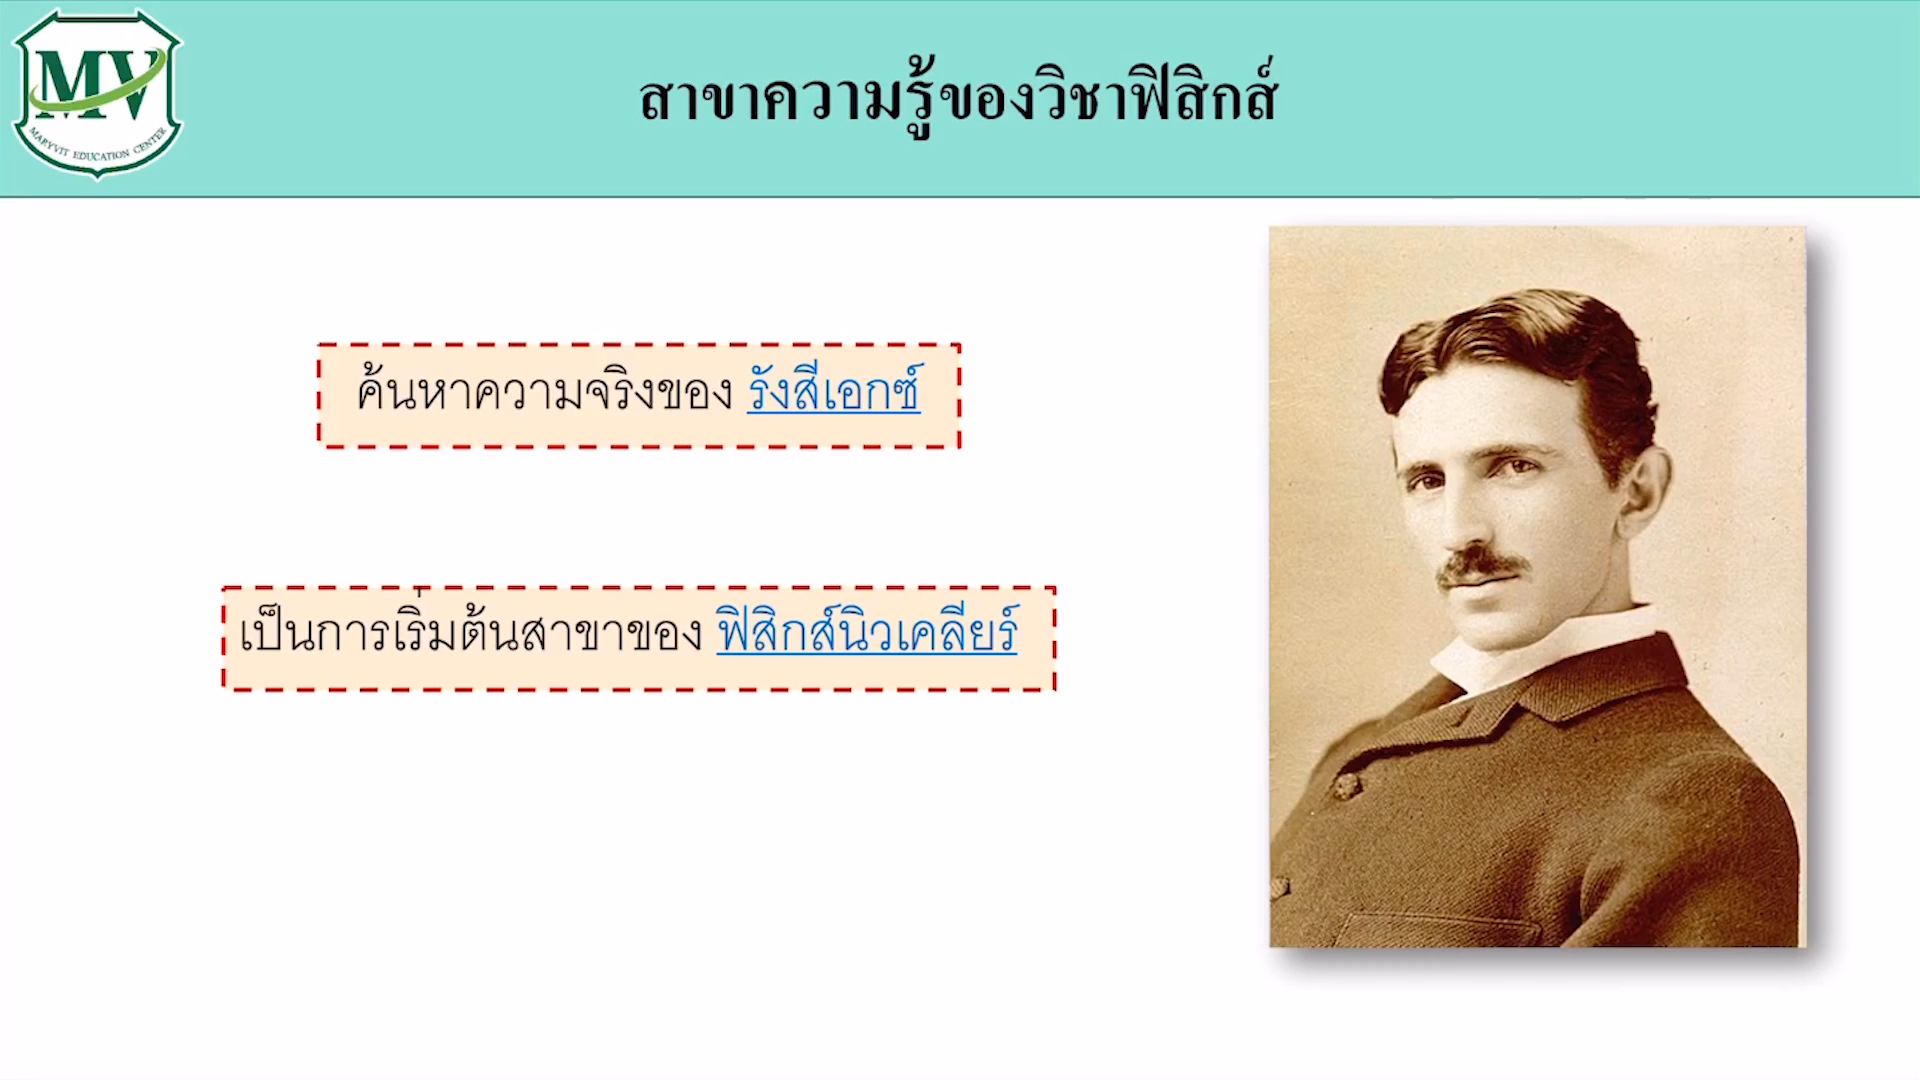 MV
MARYVIT EDUCATION CENTER
สาขาความรู้ของวิชาฟิสิกส์
ค้นหาความจริงของ รังสีเอกซ์
เป็นการเริ่มต้นสาขาของ ฟิสิกส์นิวเคลียร์